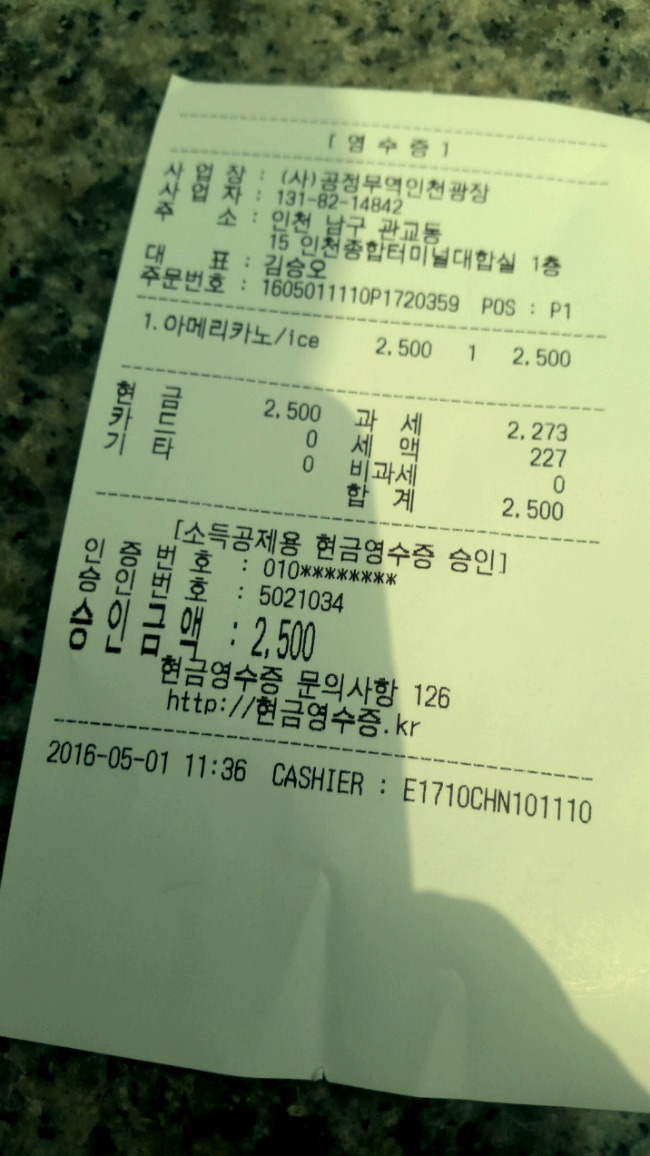 [ 영 수 증 ]
사 업 장 : (사)공정무역인천광장
사 업 자 : 131-82-14842
주 소 : 인천 남구 관교동
15 인천종합터미널대합실 1층
대 표 : 김승오
주문번호 : 1605011110P1720359 POS : P1
1.아메리카노/ice 2.500 1 2.500
현 금 2.500 과 세 2.273
카 드 0 세 액 227
기 타 0 비과세 0
합 계 2.500
[소득공제용 현금영수증 승인]
인 증 번 호 : 010********
승 인 번 호 : 5021034
승인금액 : 2,500
현금영수증 문의사항 126
http://현금영수증.kr
2016-05-01 11:36 CASHIER : E1710CHN101110